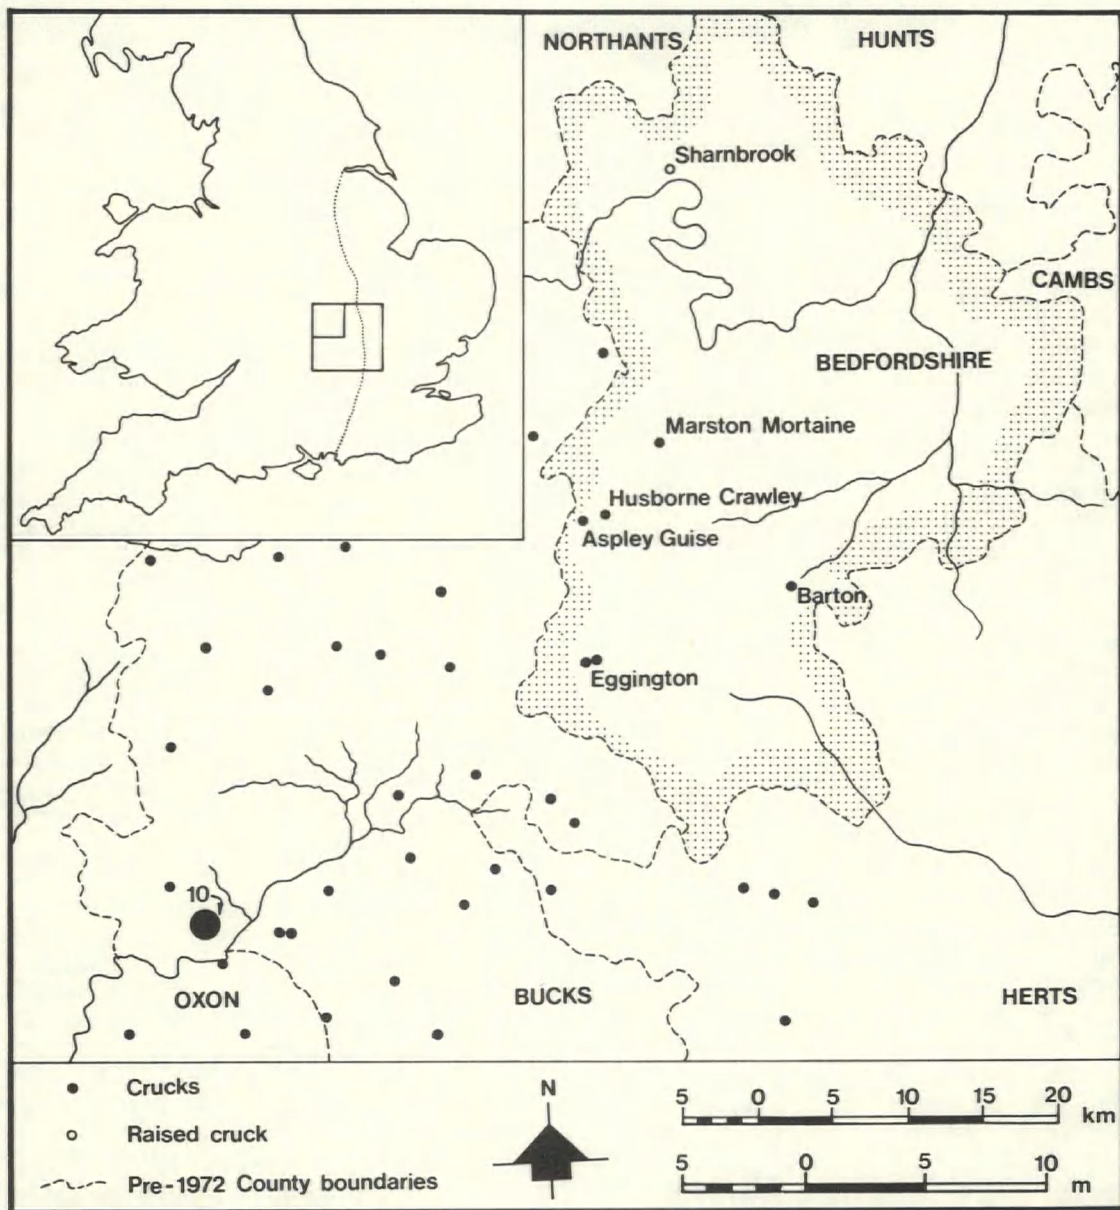 NORTHANTS
HUNTS
Sharnbrook
CAMBS
BEDFORDSHIRE
Marston Mortaine
Husborne Crawley
Aspley Guise
Barton
Eggington
10
OXON
BUCKS
HERTS
Crucks
Raised cruck
Pre-1972 County boundaries
N
5 0 5 10 15 20 km
5 0 5 10 m